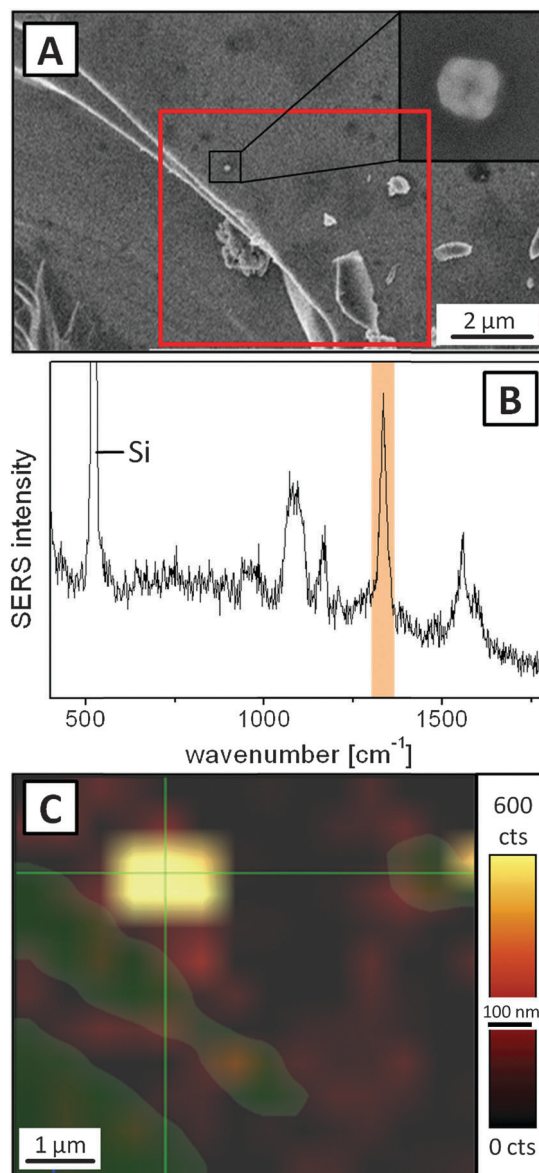 A
2 µm
B
Si
SERS intensity
500 1000 1500
wavenumber [cm⁻¹]
C
600
cts
100 nm
0 cts
1 µm